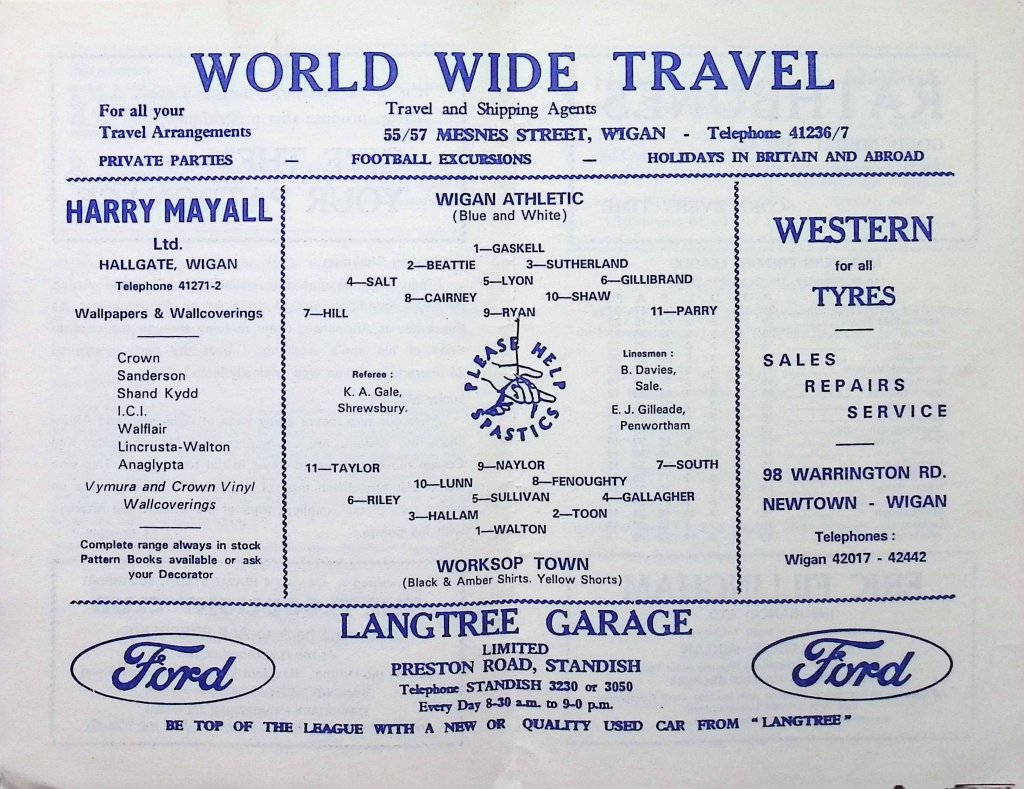 WORLD WIDE TRAVEL
For all your
Travel Arrangements
Travel and Shipping Agents
55/57 MESNES STREET, WIGAN - Telephone 41236/7
PRIVATE PARTIES — FOOTBALL EXCURSIONS — HOLIDAYS IN BRITAIN AND ABROAD
HARRY MAYALL
Ltd.
HALLGATE, WIGAN
Telephone 41271-2
Wallpapers & Wallcoverings
Crown
Sanderson
Shand Kydd
I.C.I.
Walflair
Lincrusta-Walton
Anaglypta
Vymura and Crown Vinyl
Wallcoverings
Complete range always in stock
Pattern Books available or ask
your Decorator
WIGAN ATHLETIC
(Blue and White)
1—GASKELL
2—BEATTIE 3—SUTHERLAND
4—SALT 5—LYON 6—GILLIBRAND
8—CAIRNEY 10—SHAW
7—HILL 9—RYAN 11—PARRY
PLEASE HELP
SPASTICS
Referee :
K. A. Gale,
Shrewsbury.
Linesmen :
B. Davies,
Sale.
E. J. Gilleade,
Penwortham
11—TAYLOR 9—NAYLOR 7—SOUTH
10—LUNN 8—FENOUGHTY
6—RILEY 5—SULLIVAN 4—GALLAGHER
3—HALLAM 2—TOON
1—WALTON
WORKSOP TOWN
(Black & Amber Shirts. Yellow Shorts)
WESTERN
for all
TYRES
SALES
REPAIRS
SERVICE
98 WARRINGTON RD.
NEWTOWN - WIGAN
Telephones :
Wigan 42017 - 42442
Ford
LANGTREE GARAGE
LIMITED
PRESTON ROAD, STANDISH
Telephone STANDISH 3230 or 3050
Every Day 8-30 a.m. to 9-0 p.m.
Ford
BE TOP OF THE LEAGUE WITH A NEW OR QUALITY USED CAR FROM "LANGTREE"